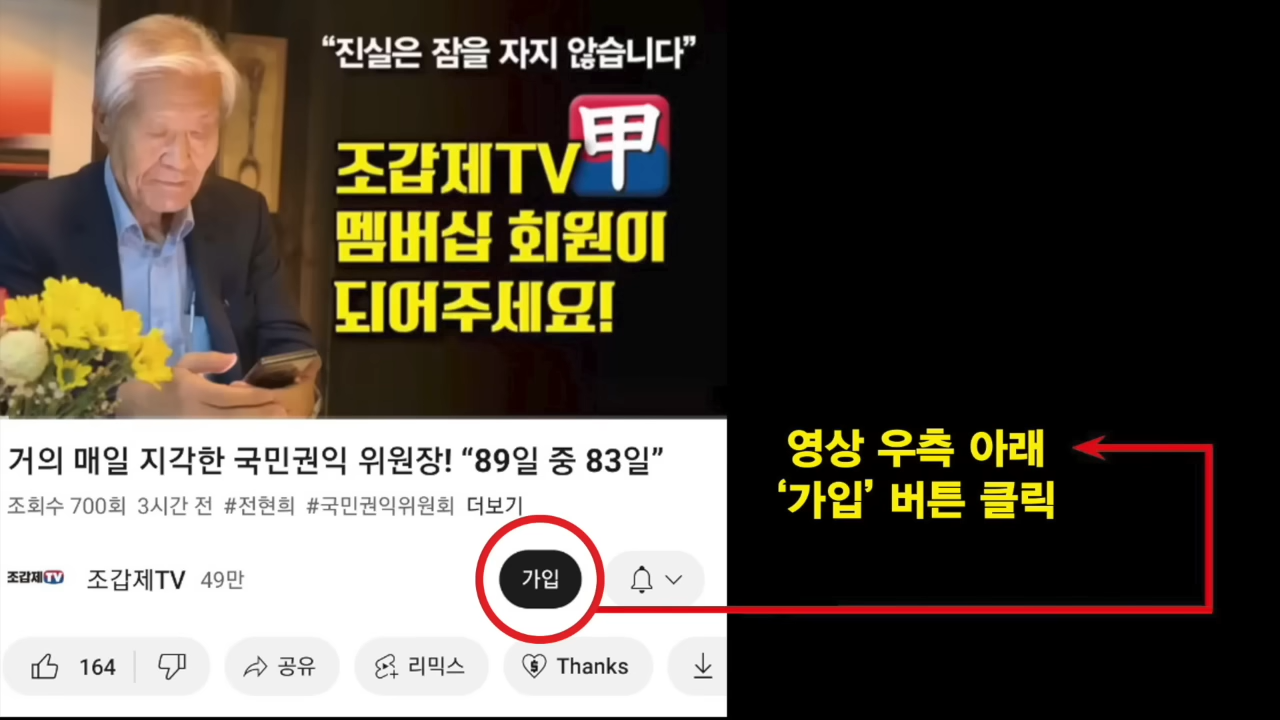 “진실은 잠을 자지 않습니다”
조갑제TV 甲
멤버십 회원이
되어주세요!
거의 매일 지각한 국민권익 위원장! “89일 중 83일”
조회수 700회 3시간 전 #전현희 #국민권익위원회 더보기
조갑제TV 조갑제TV 49만 가입
164 공유 리믹스 Thanks
영상 우측 아래
‘가입’ 버튼 클릭